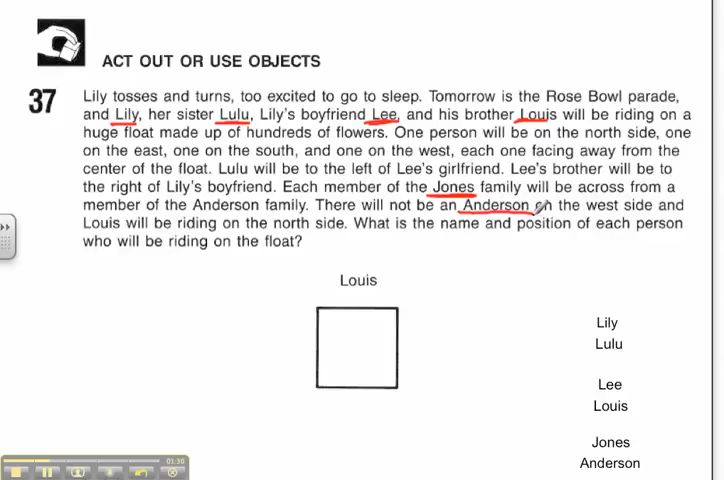 ACT OUT OR USE OBJECTS
37 Lily tosses and turns, too excited to go to sleep. Tomorrow is the Rose Bowl parade,
and Lily, her sister Lulu, Lily's boyfriend Lee, and his brother Louis will be riding on a
huge float made up of hundreds of flowers. One person will be on the north side, one
on the east, one on the south, and one on the west, each one facing away from the
center of the float. Lulu will be to the left of Lee's girlfriend. Lee's brother will be to
the right of Lily's boyfriend. Each member of the Jones family will be across from a
member of the Anderson family. There will not be an Anderson n the west side and
Louis will be riding on the north side. What is the name and position of each person
who will be riding on the float?
Louis
Lily
Lulu
Lee
Louis
Jones
Anderson
01:30